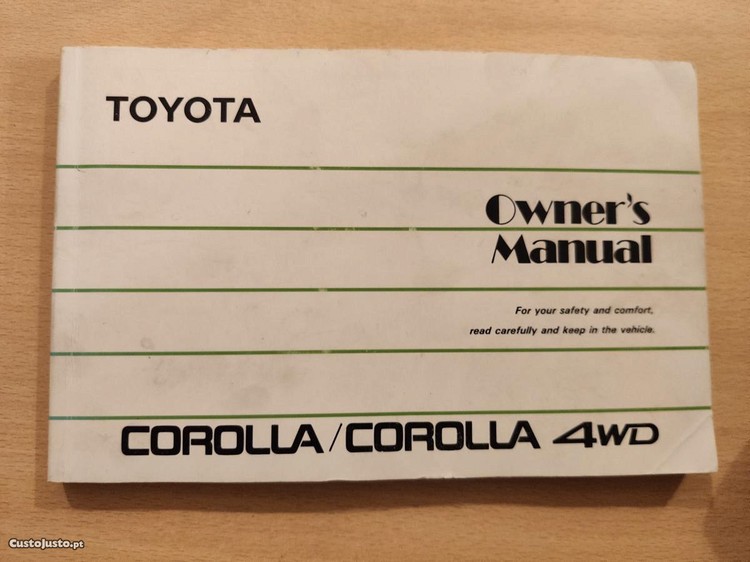 TOYOTA
Owner's
Manual
For your safety and comfort,
read carefully and keep in the vehicle.
COROLLA/COROLLA 4WD
CustoJusto.pt